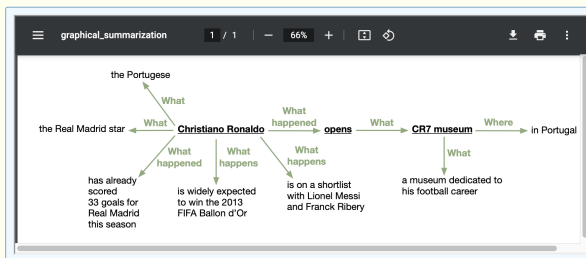 graphical_summarization
1 / 1
66%
the Portugese
What
the Real Madrid star
What
Christiano Ronaldo
What
happened
opens
What
CR7 museum
Where
in Portugal
What
happened
What
happens
What
happens
What
has already
scored
33 goals for
Real Madrid
this season
is widely expected
to win the 2013
FIFA Ballon d'Or
is on a shortlist
with Lionel Messi
and Franck Ribery
a museum dedicated to
his football career